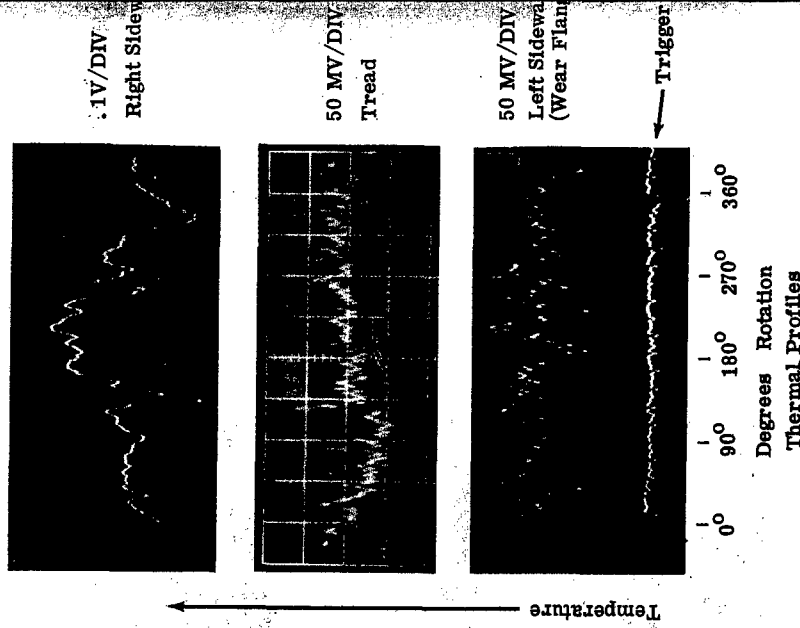 .1V/DIV
Right Sidew
50 MV/DIV
Tread
50 MV/DIV
Left Sidewa
(Wear Flan
Trigger
0° 90° 180° 270° 360°
Degrees Rotation
Thermal Profiles
Temperature